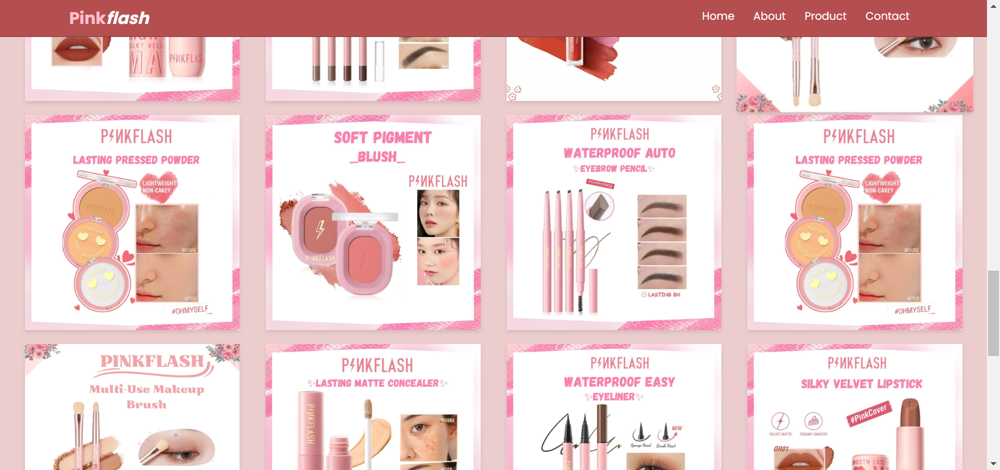 Pinkflash
Home
About
Product
Contact
SILKY VELVE
MA
P⚡NKFLAS
#04
P⚡NKFLASH
LASTING PRESSED POWDER
LIGHTWEIGHT
NON-CAKEY
BEFORE
AFTER
#OHMYSELF
SOFT PIGMENT
_BLUSH_
P⚡NKFLASH
P⚡NKFLASH
P⚡NKFLASH
WATERPROOF AUTO
EYEBROW PENCIL
#OHMYEMOJI
LASTING 8H
P⚡NKFLASH
LASTING PRESSED POWDER
LIGHTWEIGHT
NON-CAKEY
BEFORE
AFTER
#OHMYSELF
PINKFLASH
Multi-Use Makeup
Brush
P⚡NKFLASH
LASTING MATTE CONCEALER
P⚡NKFLASH
BEFORE
AFTER
P⚡NKFLASH
WATERPROOF EASY
EYELINER
NEW
Sponge Head
Brush Head
P⚡NKFLASH
SILKY VELVET LIPSTICK
#PinkCover
VELVET MATTE
CREAMY SMOOTH
OR01
MOOTH LAST